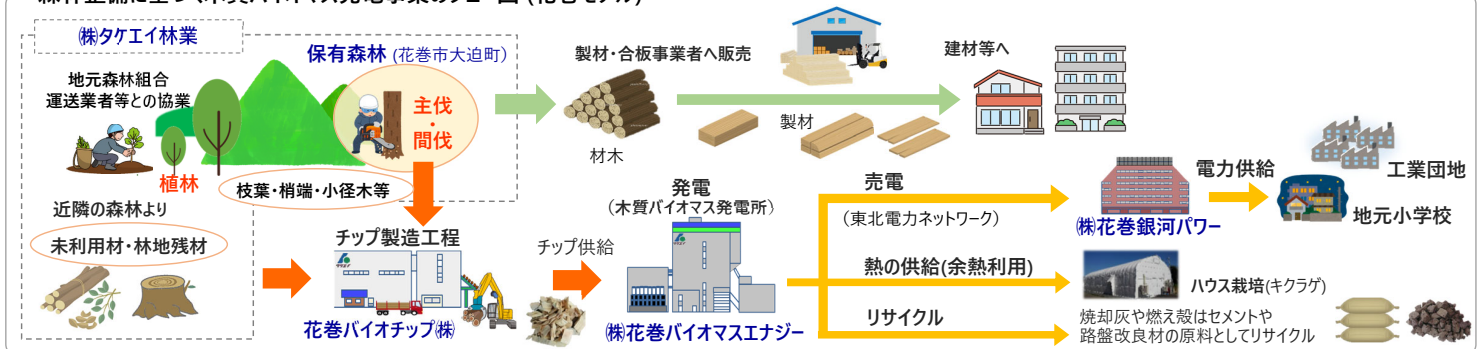 森林整備に基づく木質バイオマス発電事業のフロー図 (花巻モデル)
㈱タケエイ林業
保有森林 (花巻市大迫町)
地元森林組合
運送業者等との協業
主伐
・
間伐
植林
枝葉・梢端・小径木等
近隣の森林より
未利用材・林地残材
製材・合板事業者へ販売
材木
製材
建材等へ
チップ製造工程
花巻バイオチップ㈱
チップ供給
発電
(木質バイオマス発電所)
㈱花巻バイオマスエナジー
売電
(東北電力ネットワーク)
㈱花巻銀河パワー
電力供給
工業団地
地元小学校
熱の供給(余熱利用)
ハウス栽培(キクラゲ)
リサイクル
焼却灰や燃え殻はセメントや
路盤改良材の原料としてリサイクル